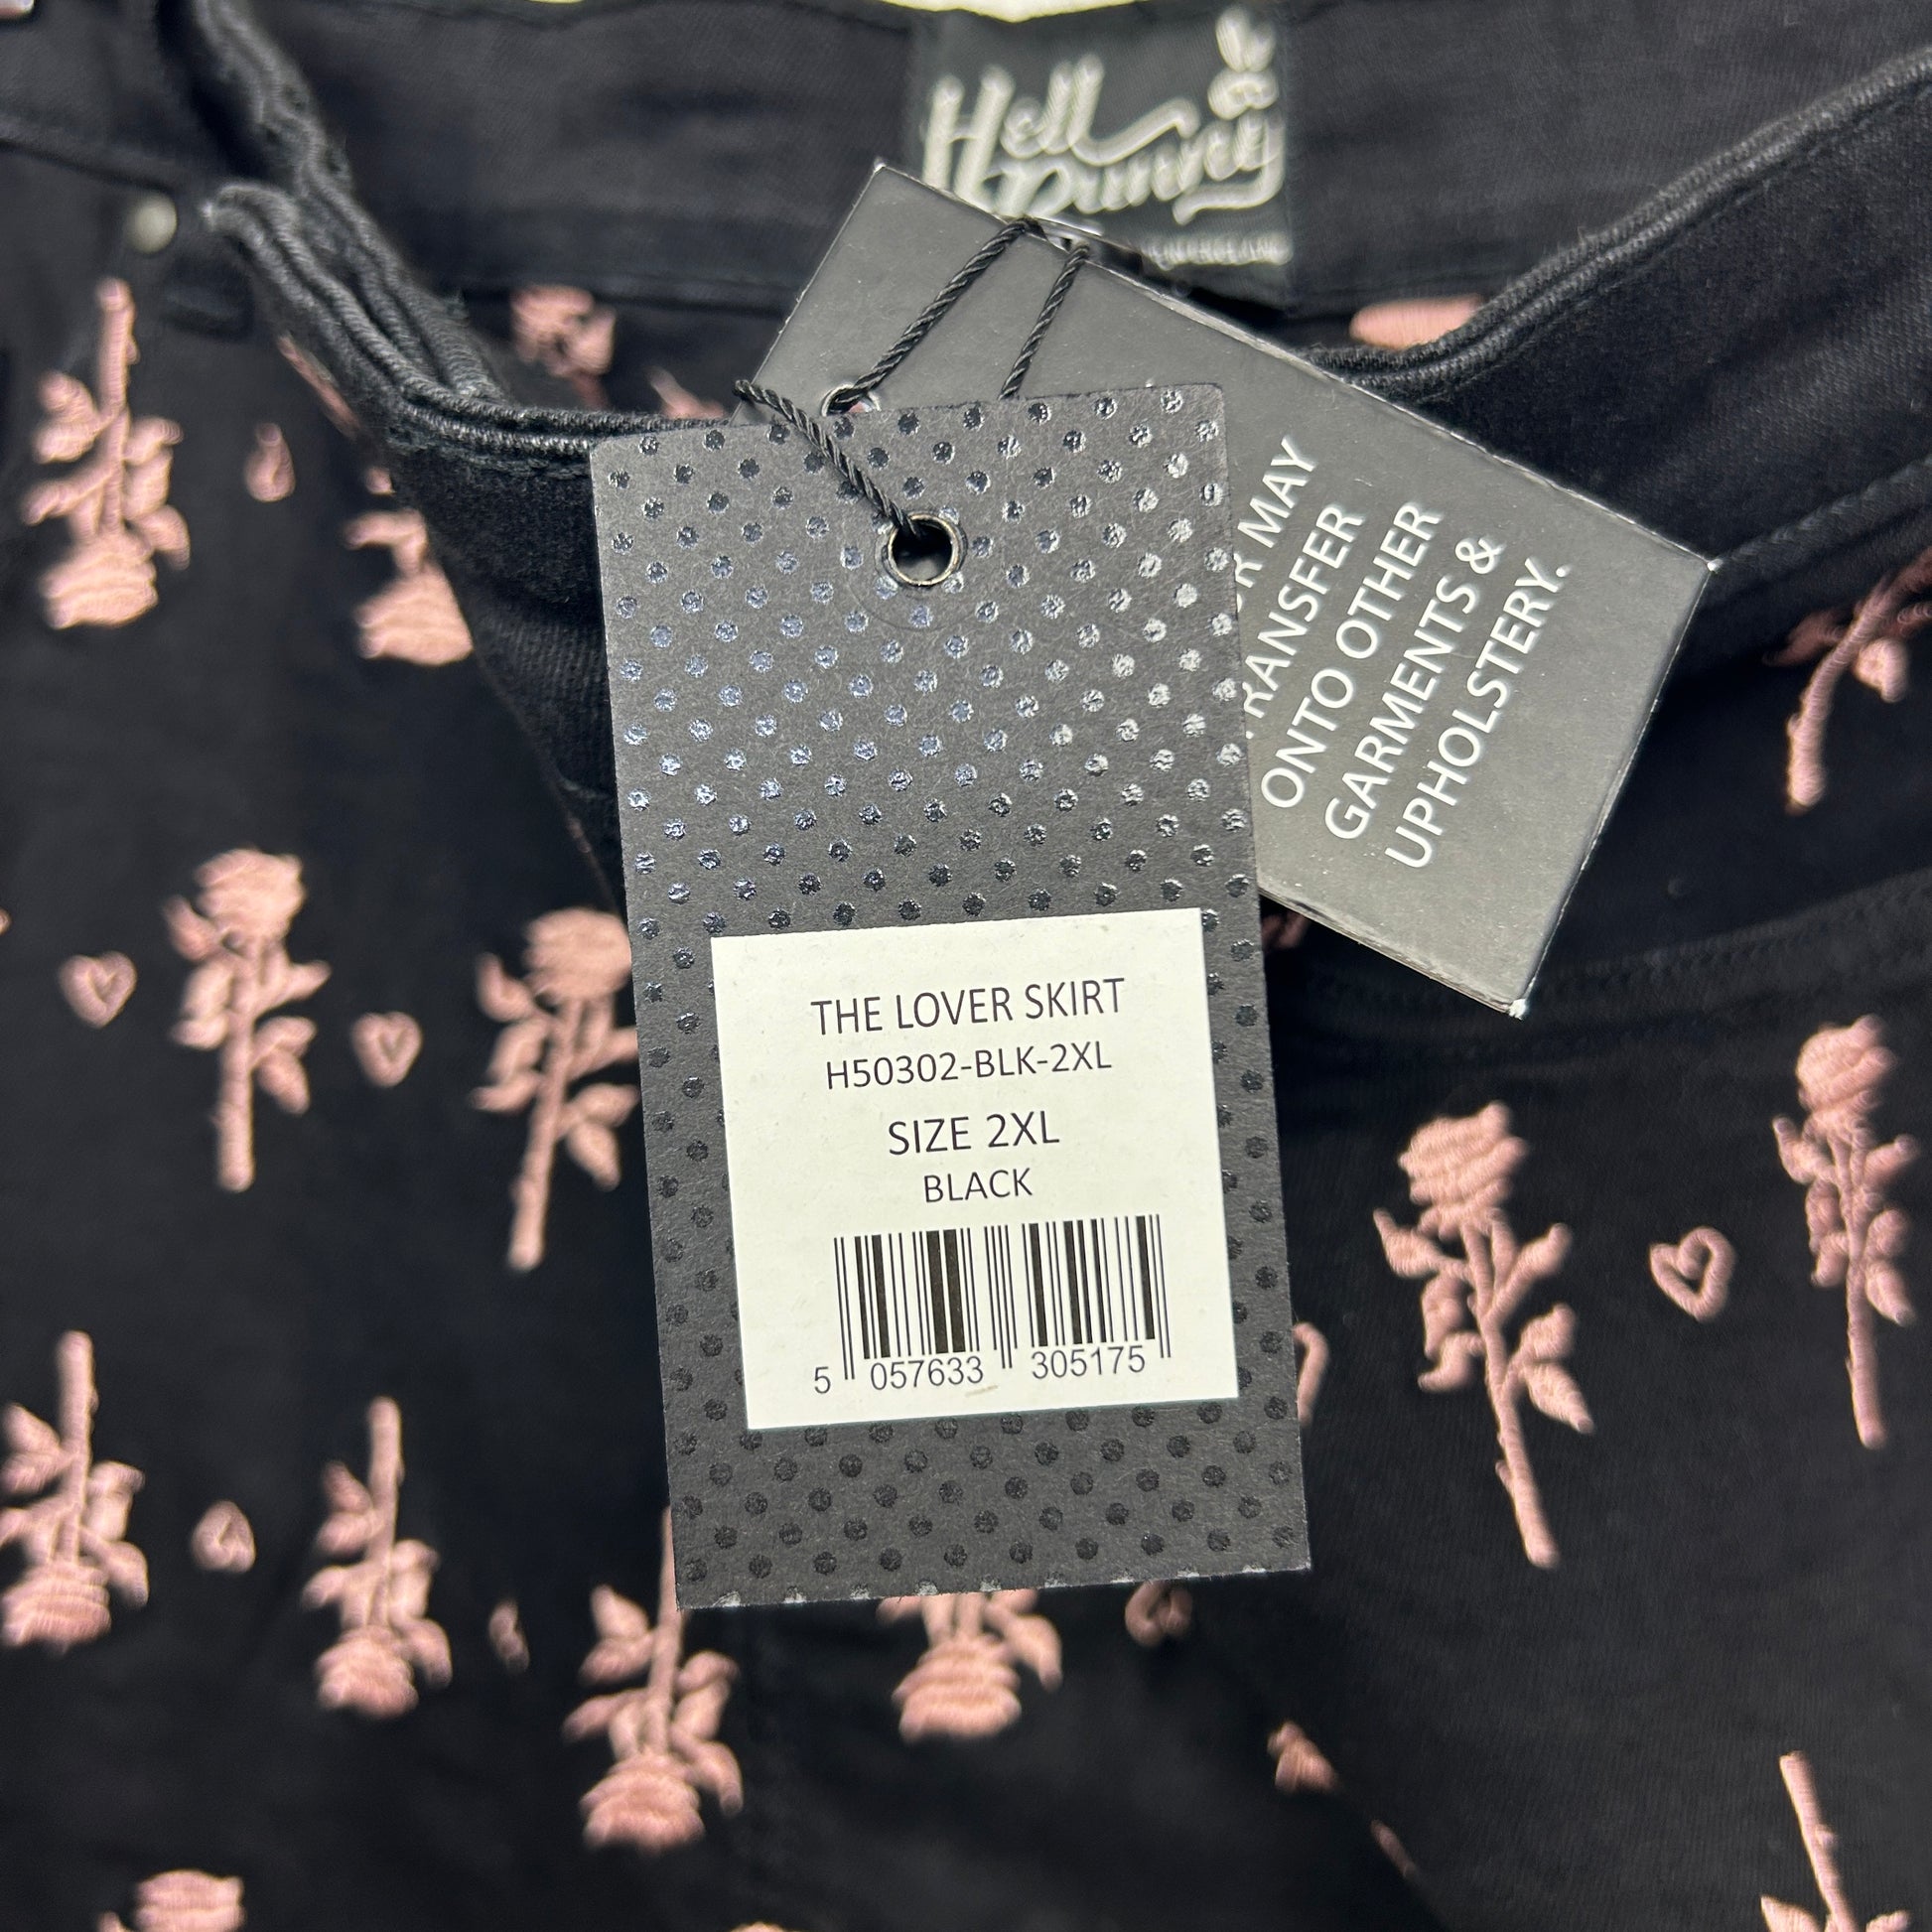 Hell
Bunny
MAY
TRANSFER
ONTO OTHER
GARMENTS &
UPHOLSTERY.
THE LOVER SKIRT
H50302-BLK-2XL
SIZE 2XL
BLACK
5 057633 305175